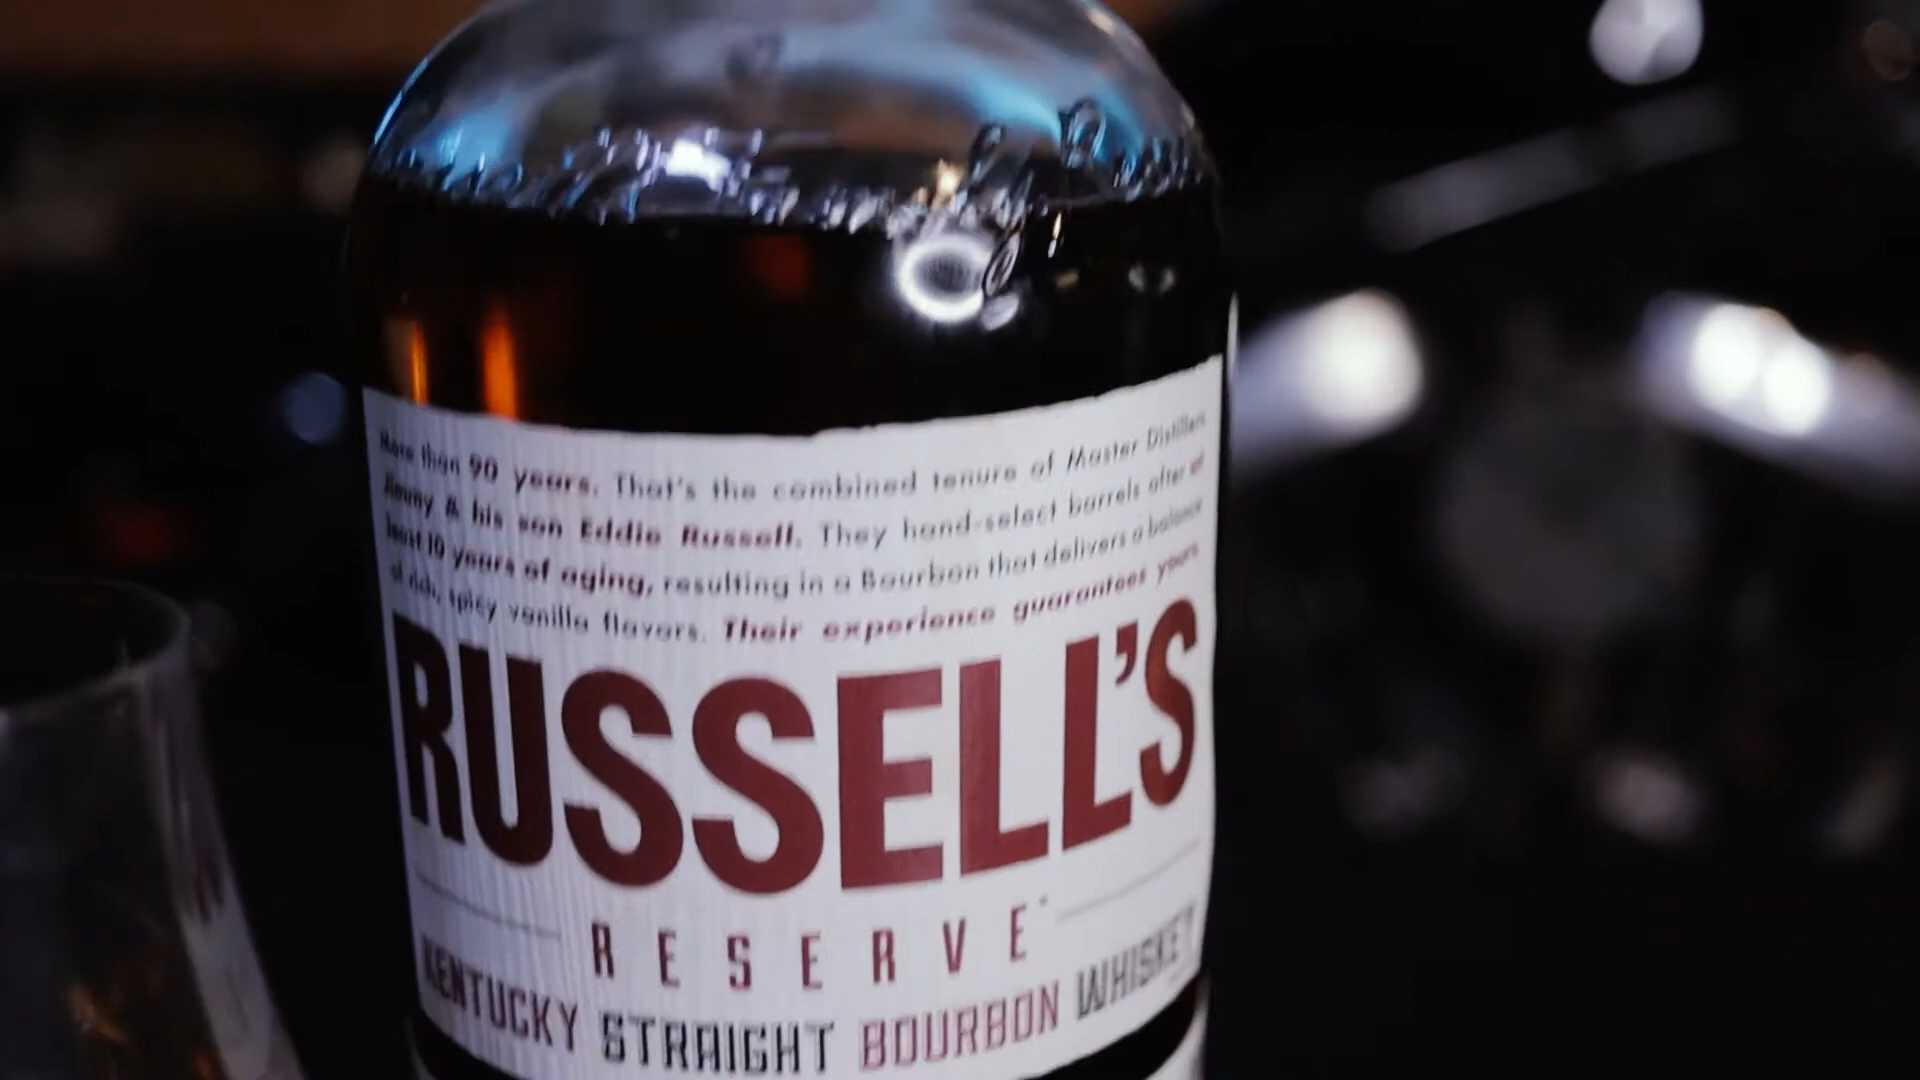 More than 90 years. That's the combined tenure of Master Distillers
Jimmy & his son Eddie Russell. They hand-select barrels after at
least 10 years of aging, resulting in a Bourbon that delivers a balance
of rich, spicy vanilla flavors. Their experience guarantees yours.
RUSSELL'S
RESERVE
KENTUCKY STRAIGHT BOURBON WHISKEY